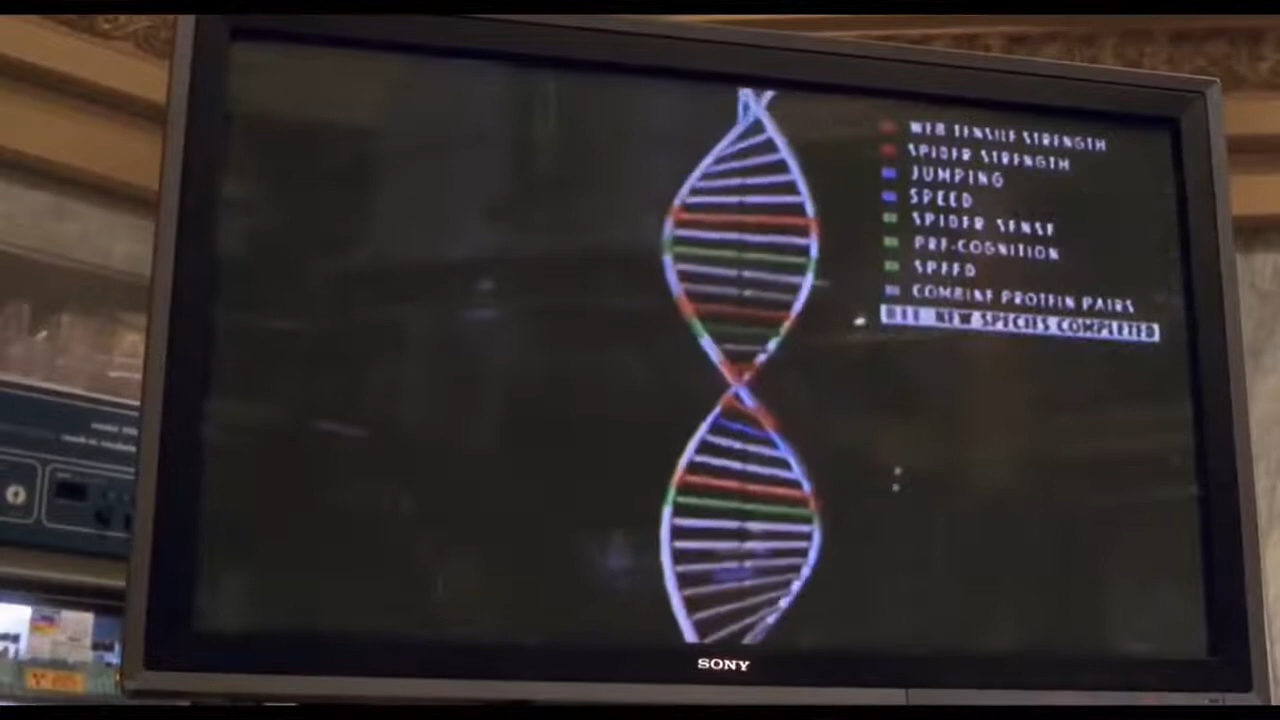 WEB TENSILE STRENGTH
SPIDER STRENGTH
JUMPING
SPEED
SPIDER SENSE
PRE-COGNITION
SPEED
COMBINE PROTEIN PAIRS
NEW SPECIES COMPLETED
SONY